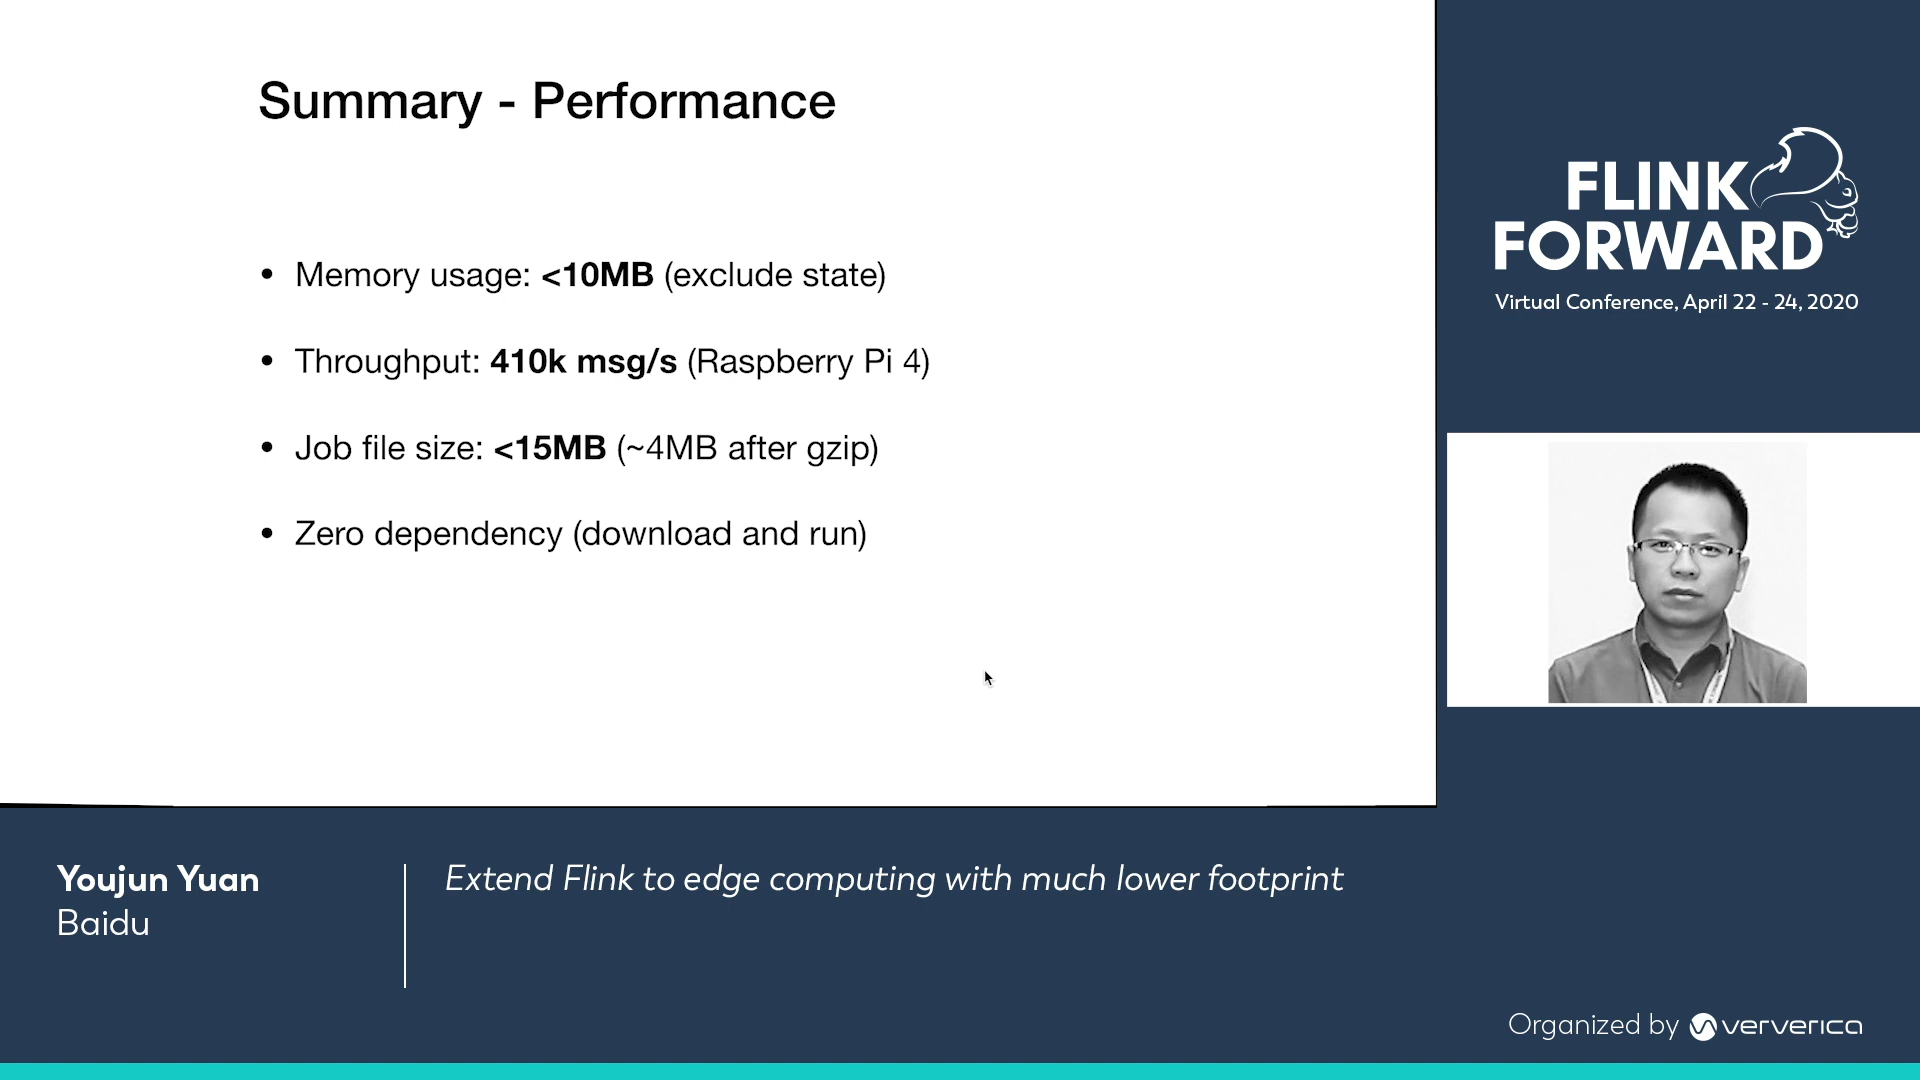 Summary - Performance
• Memory usage: <10MB (exclude state)
• Throughput: 410k msg/s (Raspberry Pi 4)
• Job file size: <15MB (~4MB after gzip)
• Zero dependency (download and run)
FLINK
FORWARD
Virtual Conference, April 22 - 24, 2020
Youjun Yuan
Baidu
Extend Flink to edge computing with much lower footprint
Organized by ververica